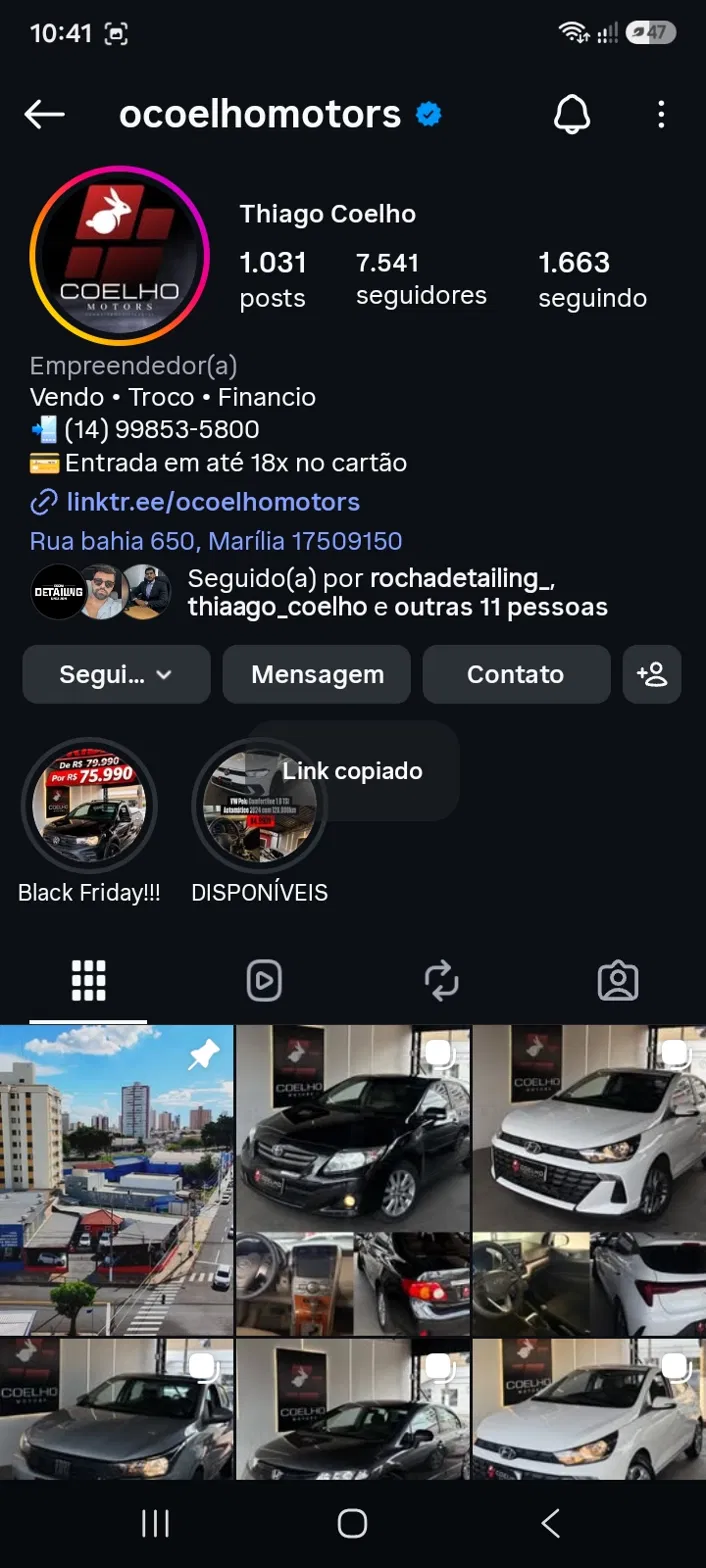 10:41
47
ocoelhomotors
COELHO
MOTORS
Thiago Coelho
1.031
posts
7.541
seguidores
1.663
seguindo
Empreendedor(a)
Vendo • Troco • Financio
📲 (14) 99853-5800
💳 Entrada em até 18x no cartão
linktr.ee/ocoelhomotors
Rua bahia 650, Marília 17509150
DETAILING
Seguido(a) por rochadetailing_,
thiaago_coelho e outras 11 pessoas
Segui...
Mensagem
Contato
De R$ 79.990
Por R$ 75.990
Link copiado
Black Friday!!!
DISPONÍVEIS
COELHO
COELHO
COELHO
COELHO
COELHO